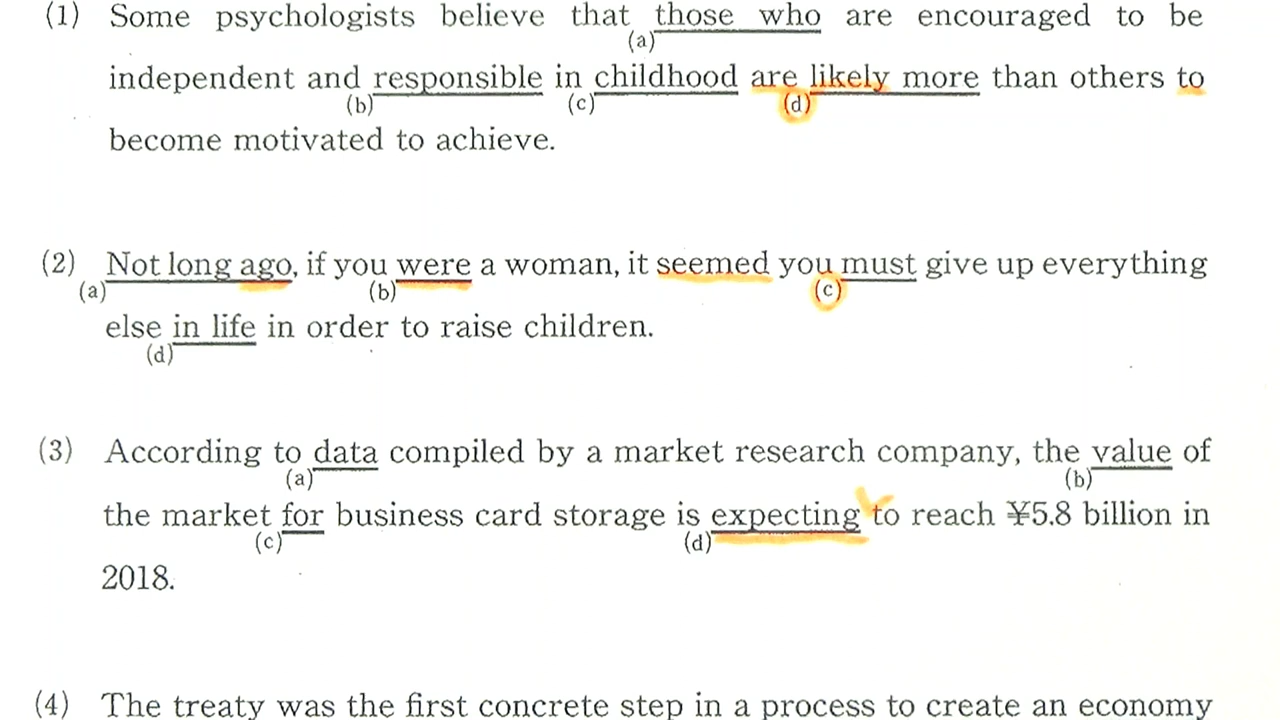 (1) Some psychologists believe that those who are encouraged to be
(a)
independent and responsible in childhood are likely more than others to
(b) (c) (d)
become motivated to achieve.
(2) Not long ago, if you were a woman, it seemed you must give up everything
(a) (b) (c)
else in life in order to raise children.
(d)
(3) According to data compiled by a market research company, the value of
(a) (b)
the market for business card storage is expecting to reach ¥5.8 billion in
(c) (d)
2018.
(4) The treaty was the first concrete step in a process to create an economy